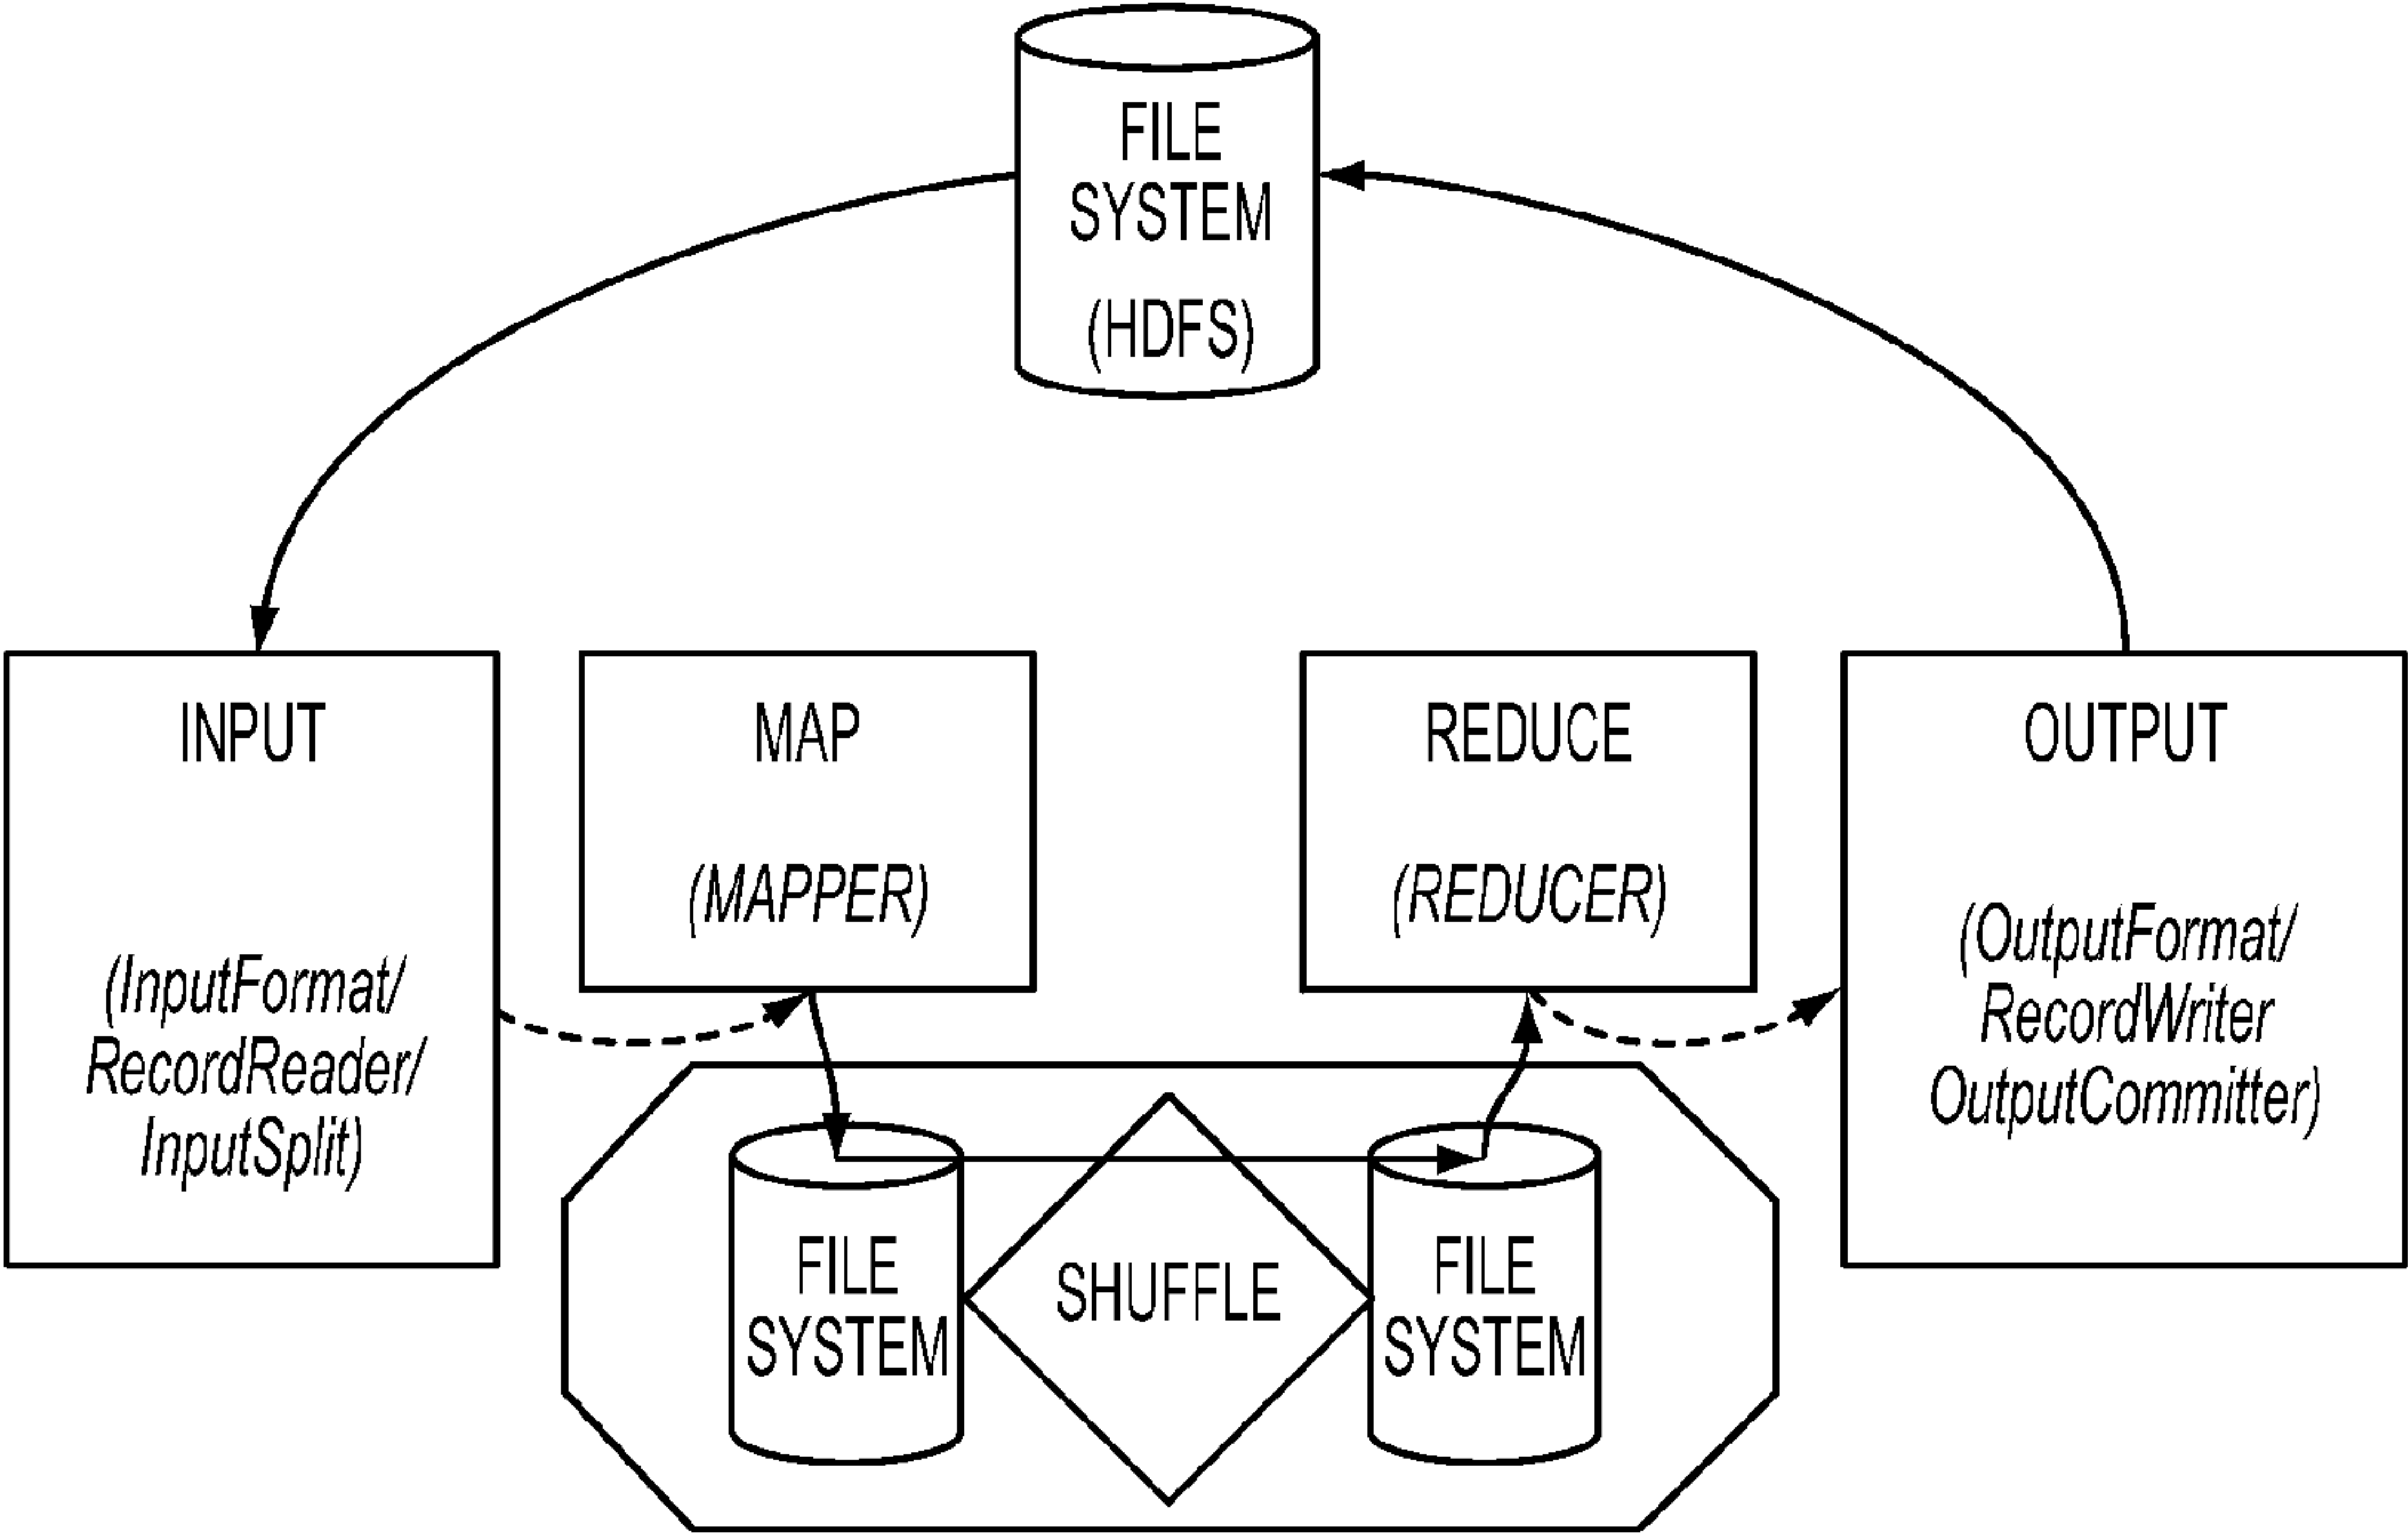 FILE
SYSTEM
(HDFS)
INPUT
(InputFormat/
RecordReader/
InputSplit)
MAP
(MAPPER)
REDUCE
(REDUCER)
OUTPUT
(OutputFormat/
RecordWriter
OutputCommitter)
FILE
SYSTEM
SHUFFLE
FILE
SYSTEM